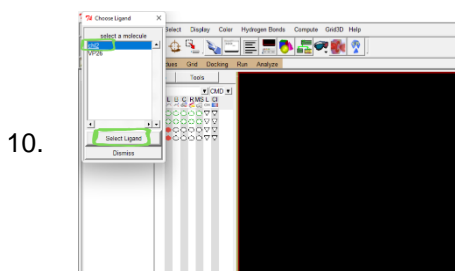 Choose Ligand
select a molecule
VP26
Select Ligand
Dismiss
10.
Select Display Color Hydrogen Bonds Compute Grid3D Help
Grid Docking Run Analyze
Tools
CMD